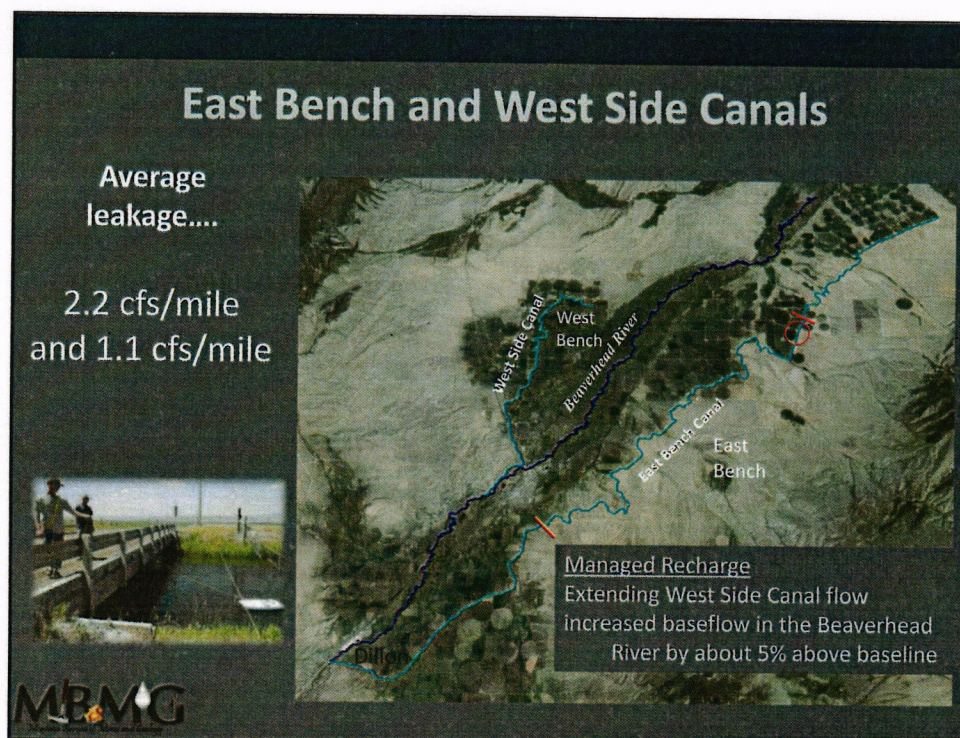 East Bench and West Side Canals
Average
leakage....
2.2 cfs/mile
and 1.1 cfs/mile
West Side Canal
West
Bench
Beaverhead River
East Bench Canal
East
Bench
Managed Recharge
Extending West Side Canal flow
increased baseflow in the Beaverhead
River by about 5% above baseline
Dillon
MBMG